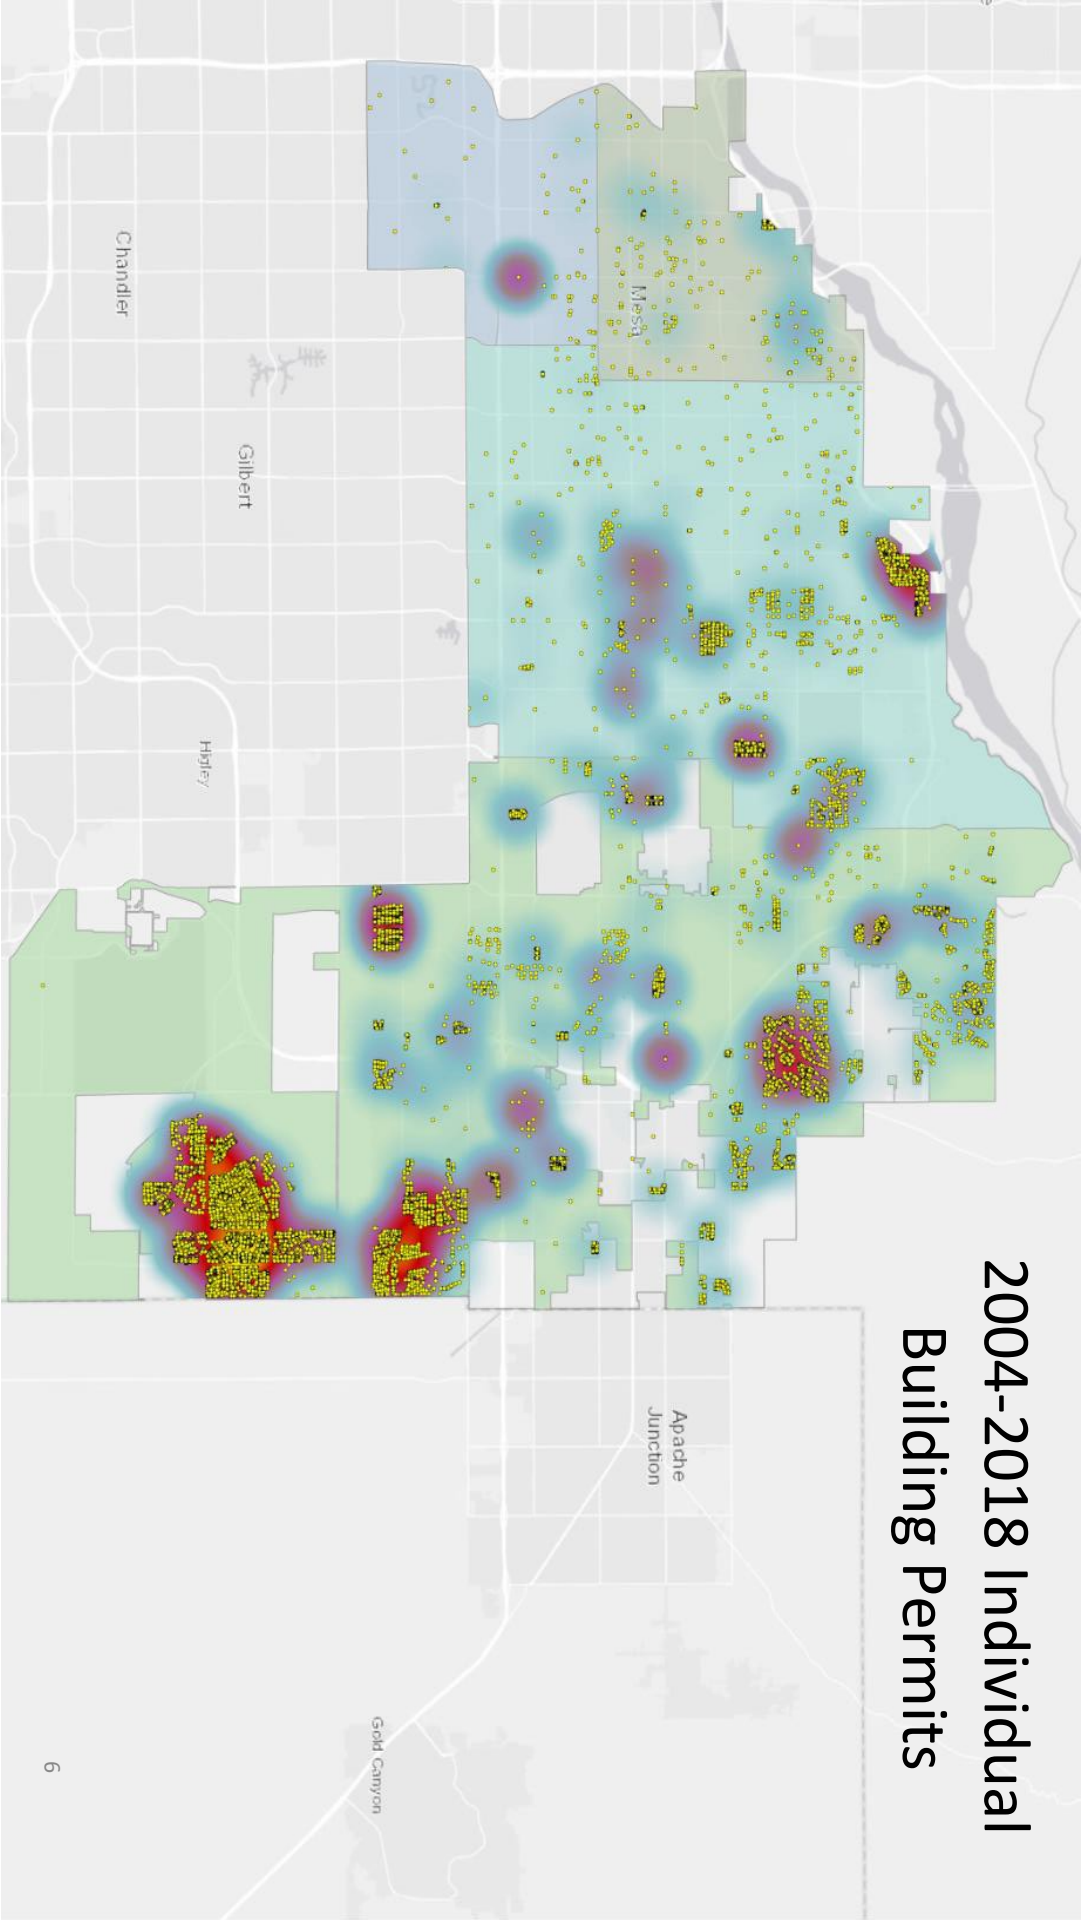 2004-2018 Individual
Building Permits
Mesa
Chandler
Gilbert
Higley
Apache
Junction
Gold Canyon
6